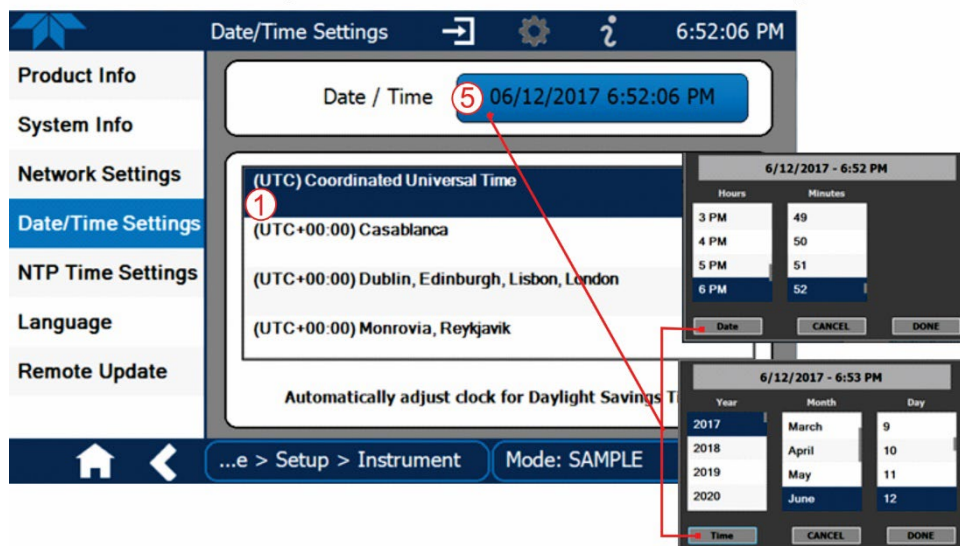 Date/Time Settings
6:52:06 PM
Product Info
System Info
Network Settings
Date/Time Settings
NTP Time Settings
Language
Remote Update
Date / Time
5
06/12/2017 6:52:06 PM
(UTC) Coordinated Universal Time
1
(UTC+00:00) Casablanca
(UTC+00:00) Dublin, Edinburgh, Lisbon, London
(UTC+00:00) Monrovia, Reykjavik
Automatically adjust clock for Daylight Savings T
...e > Setup > Instrument
Mode: SAMPLE
6/12/2017 - 6:52 PM
Hours Minutes
3 PM 49
4 PM 50
5 PM 51
6 PM 52
Date CANCEL DONE
6/12/2017 - 6:53 PM
Year Month Day
2017 March 9
2018 April 10
2019 May 11
2020 June 12
Time CANCEL DONE